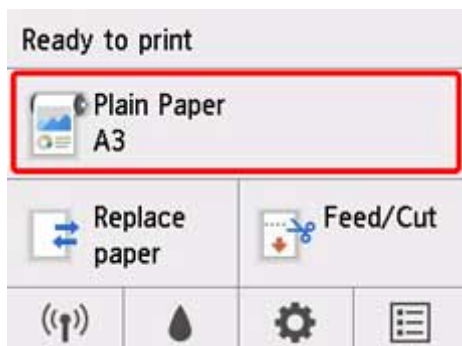 Ready to print
Plain Paper
A3
Replace
paper
Feed/Cut